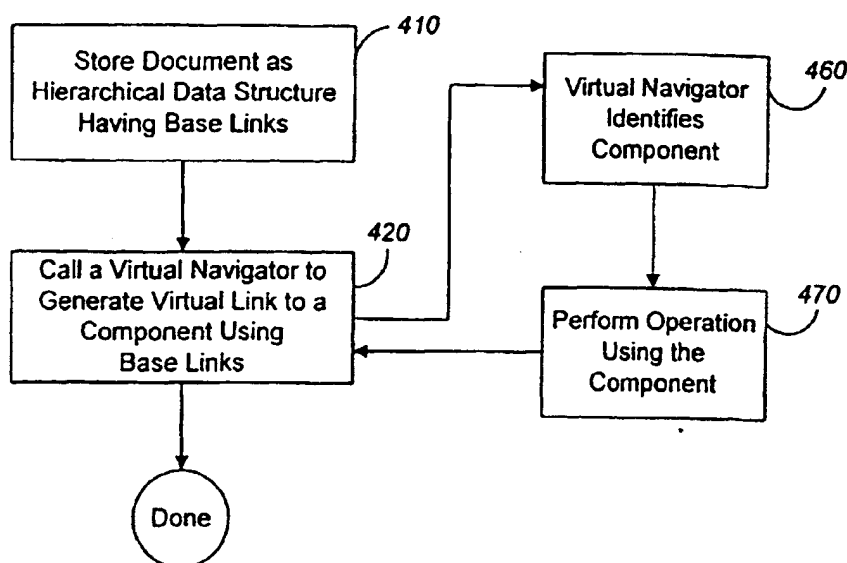 410
Store Document as
Hierarchical Data Structure
Having Base Links
460
Virtual Navigator
Identifies
Component
420
Call a Virtual Navigator to
Generate Virtual Link to a
Component Using
Base Links
470
Perform Operation
Using the
Component
Done